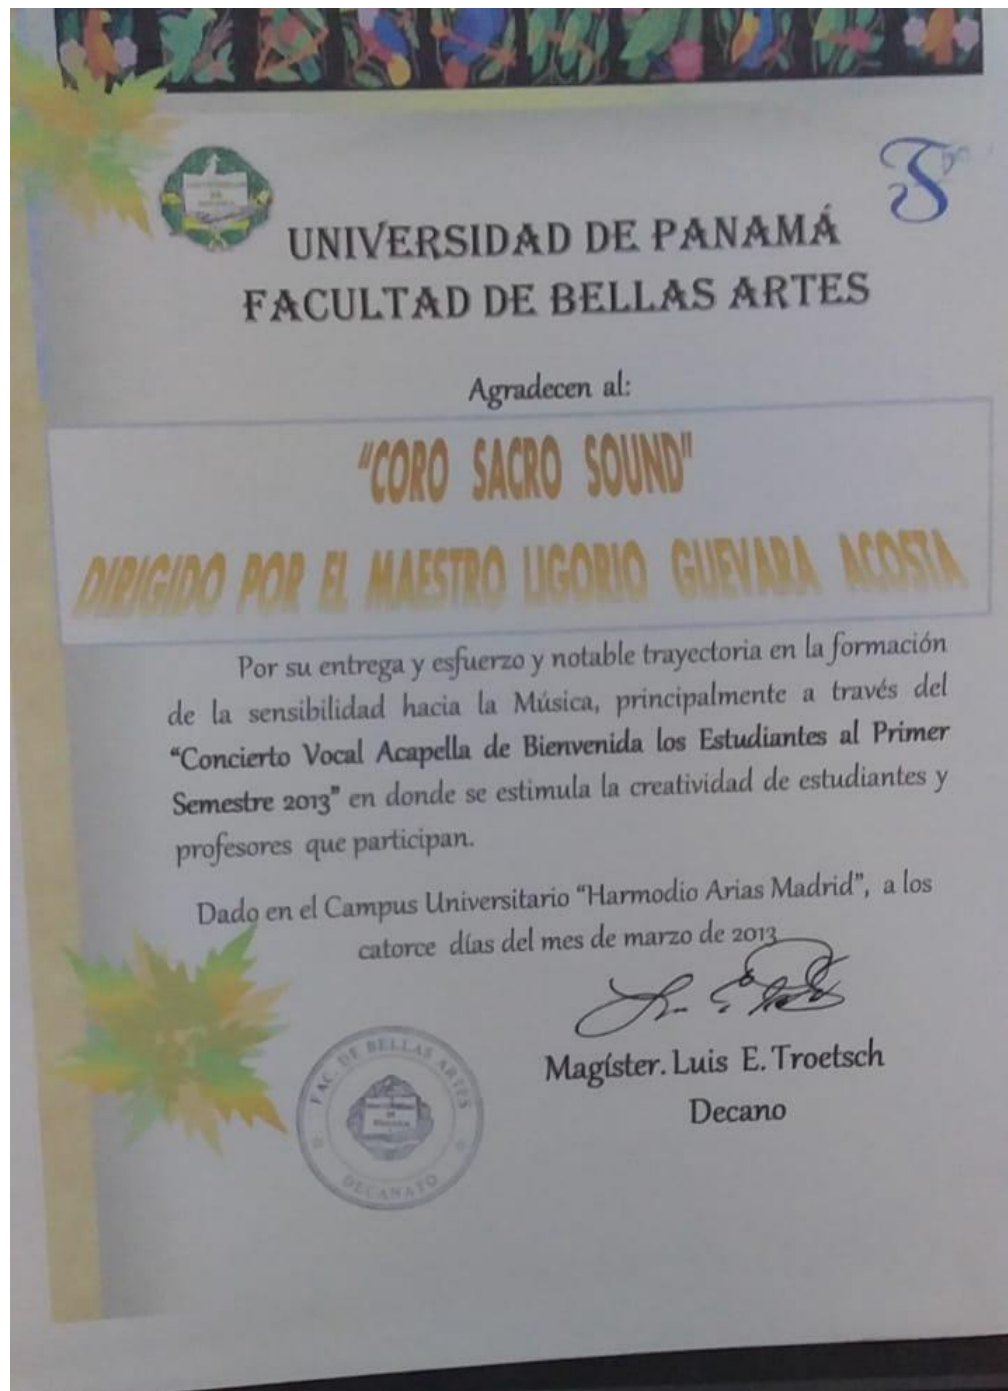 UNIVERSIDAD DE PANAMÁ
FACULTAD DE BELLAS ARTES
Agradecen al:
"CORO SACRO SOUND"
DIRIGIDO POR EL MAESTRO LIGORIO GUEVARA ACOSTA
Por su entrega y esfuerzo y notable trayectoria en la formación
de la sensibilidad hacia la Música, principalmente a través del
“Concierto Vocal Acapella de Bienvenida los Estudiantes al Primer
Semestre 2013” en donde se estimula la creatividad de estudiantes y
profesores que participan.
Dado en el Campus Universitario “Harmodio Arias Madrid”, a los
catorce días del mes de marzo de 2013
Magíster. Luis E. Troetsch
Decano
FAC. DE BELLAS ARTES
DECANATO